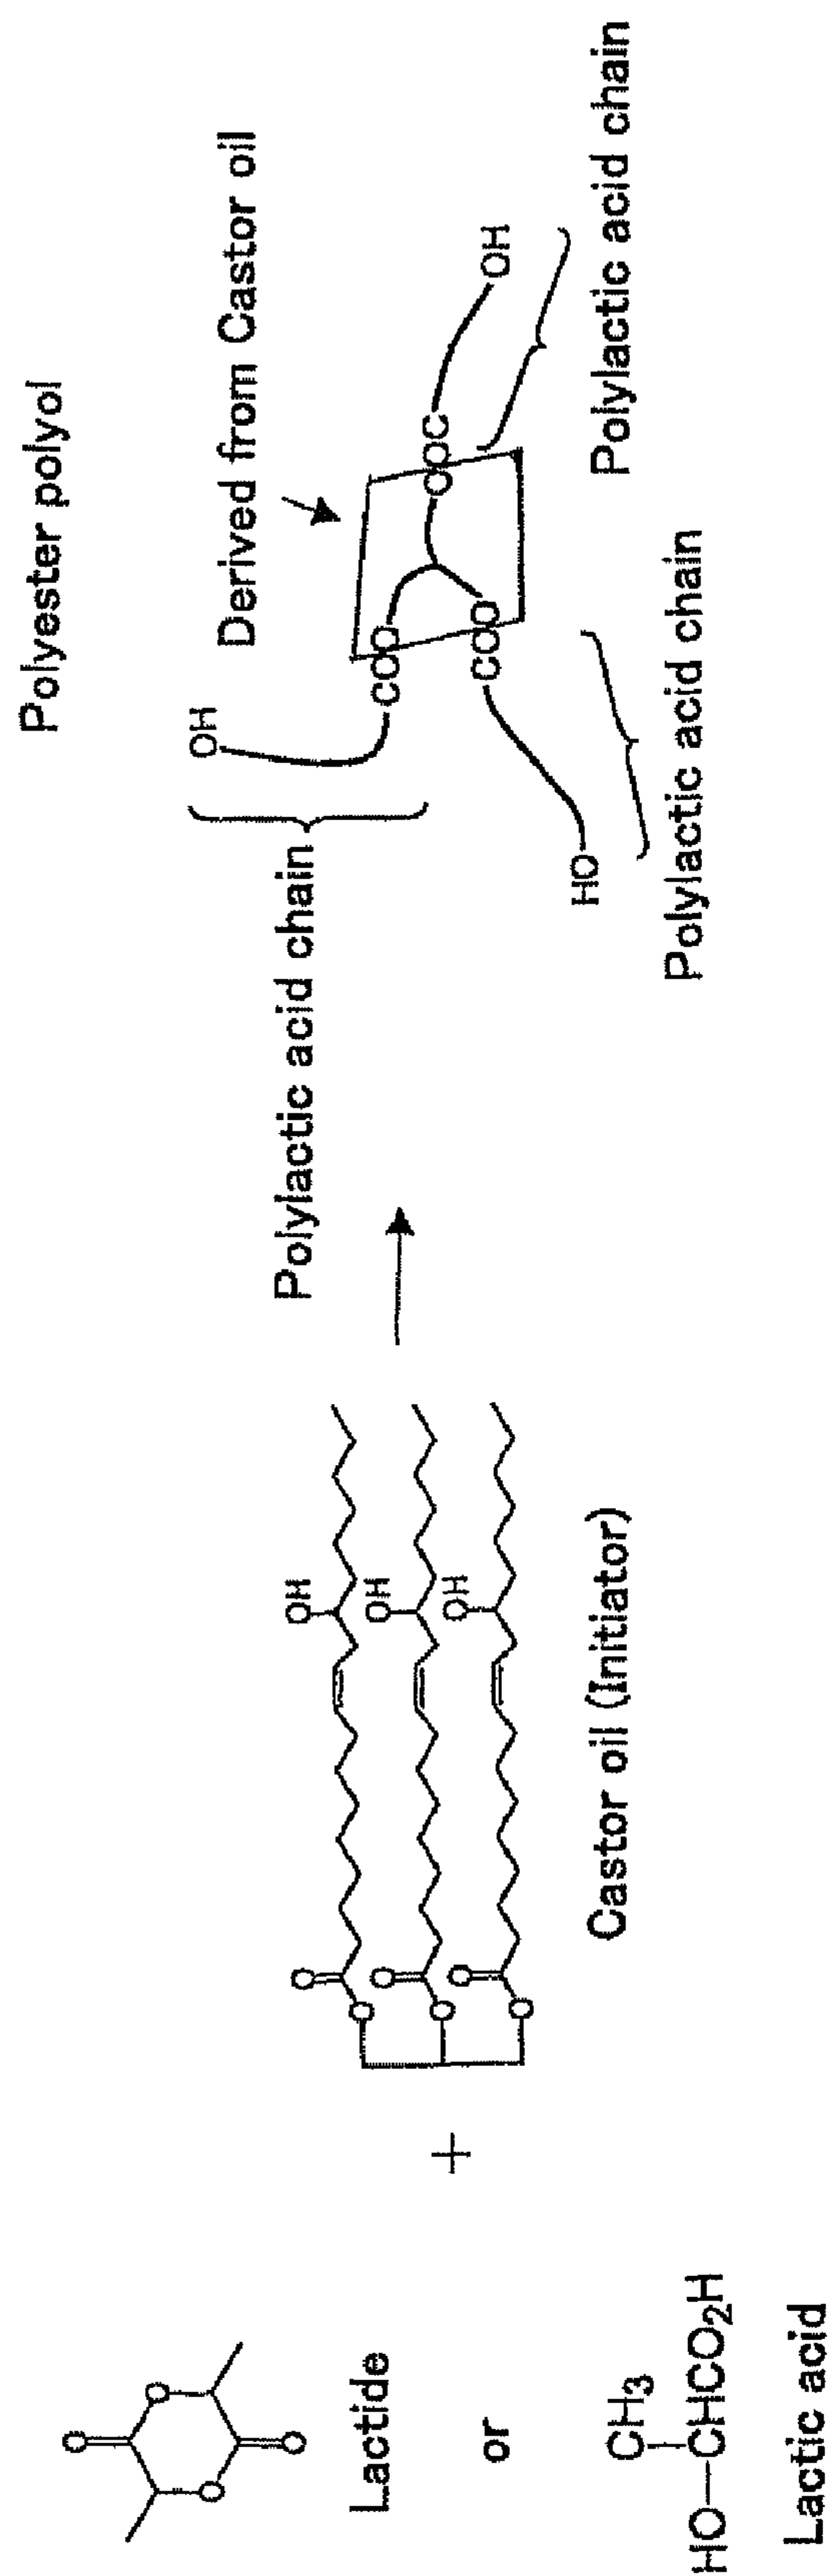 Lactide
or
CH3
HO—CHCO2H
Lactic acid
+
O
O
O
O
O
O
O
O
O
O
OH
OH
OH
Castor oil (Initiator)
Polyester polyol
Derived from Castor oil
Polylactic acid chain
OH
COO
OOC
OH
COO
HO
Polylactic acid chain
Polylactic acid chain